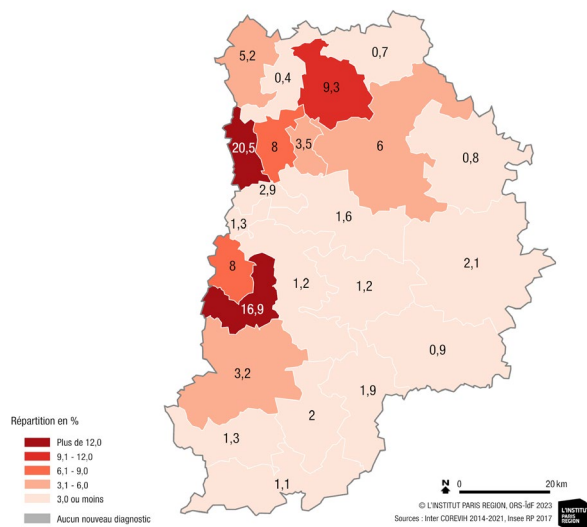 5,2
0,7
0,4
9,3
20,5
8
3,5
6
0,8
2,9
1,3
1,6
2,1
8
1,2
1,2
16,9
0,9
3,2
1,9
2
1,3
1,1
Répartition en %
Plus de 12,0
9,1 - 12,0
6,1 - 9,0
3,1 - 6,0
3,0 ou moins
Aucun nouveau diagnostic
N
0 20 km
© L'INSTITUT PARIS REGION, ORS-IdF 2023
Sources : Inter COREVIH 2014-2021, Insee RP 2017
L'INSTITUT
PARIS
REGION